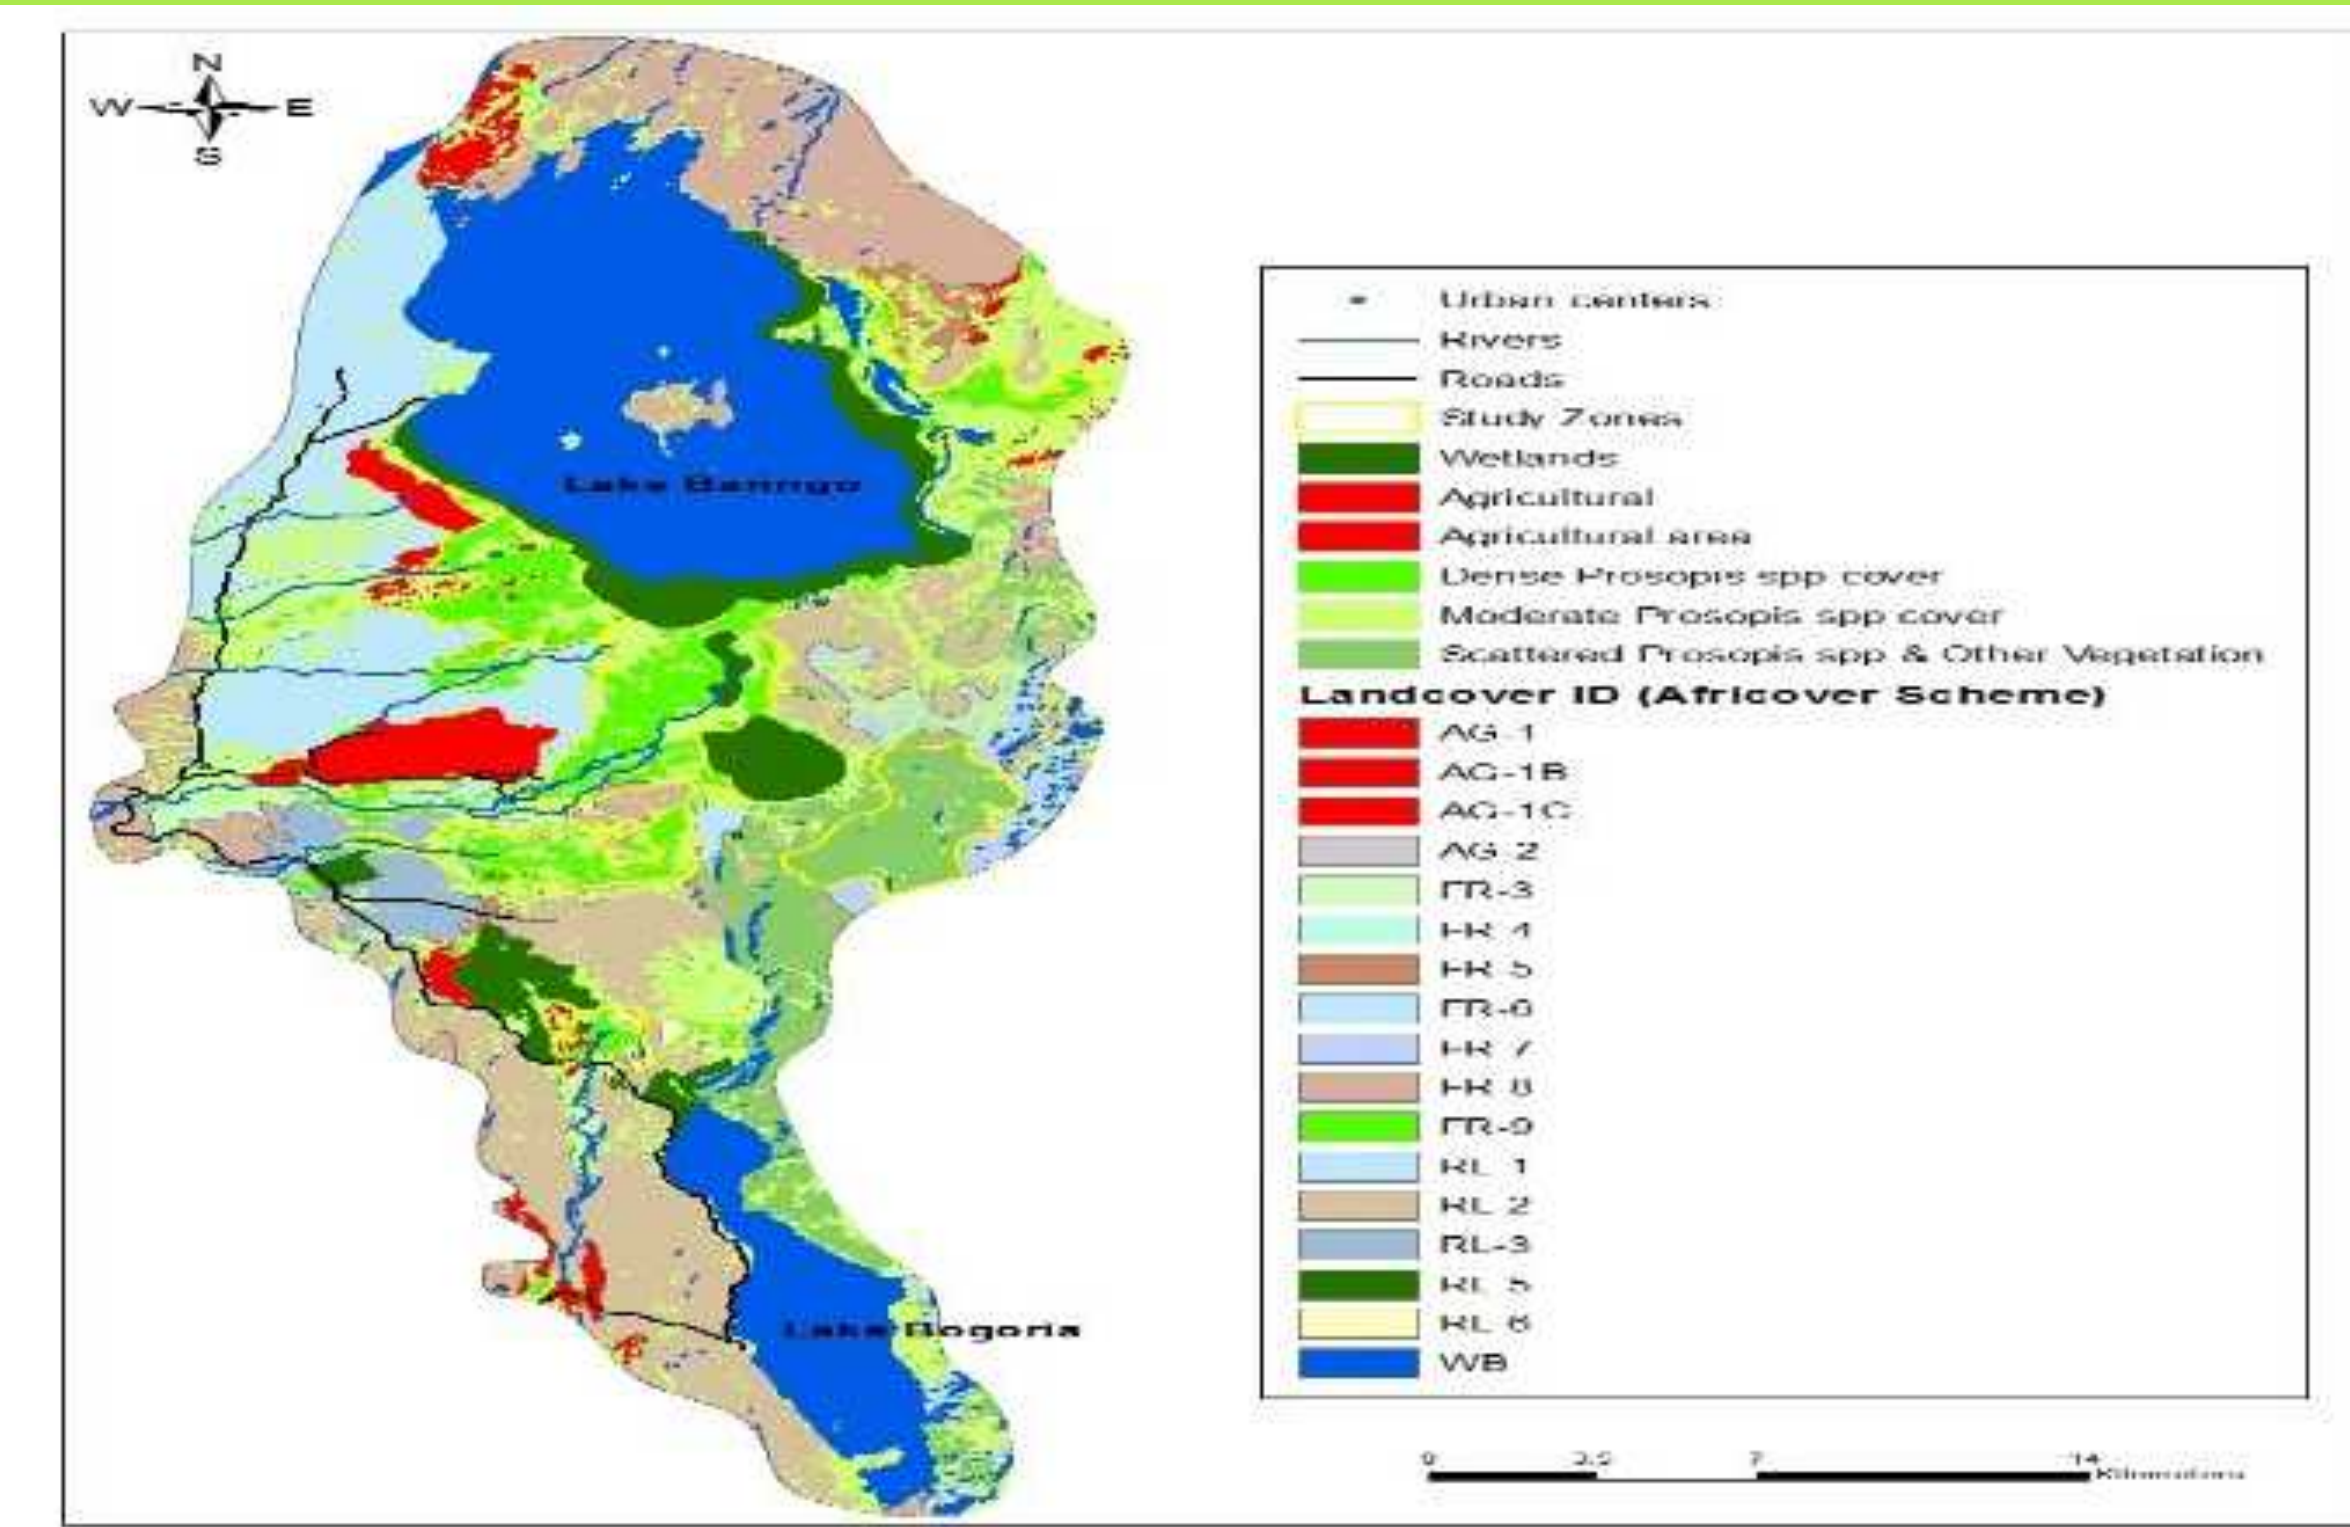 N
W E
S
Lake Baringo
Lake Bogoria
Urban centers
Rivers
Roads
Study Zones
Wetlands
Agricultural
Agricultural area
Dense Prosopis spp cover
Moderate Prosopis spp cover
Scattered Prosopis spp & Other Vegetation
Landcover ID (Africover Scheme)
AG-1
AG-1B
AG-1C
AG-2
FR-3
FR-4
FR-5
FR-6
FR-7
FR-8
FR-9
RL-1
RL-2
RL-3
RL-5
RL-6
WB
0 3.5 7 14
Kilometers